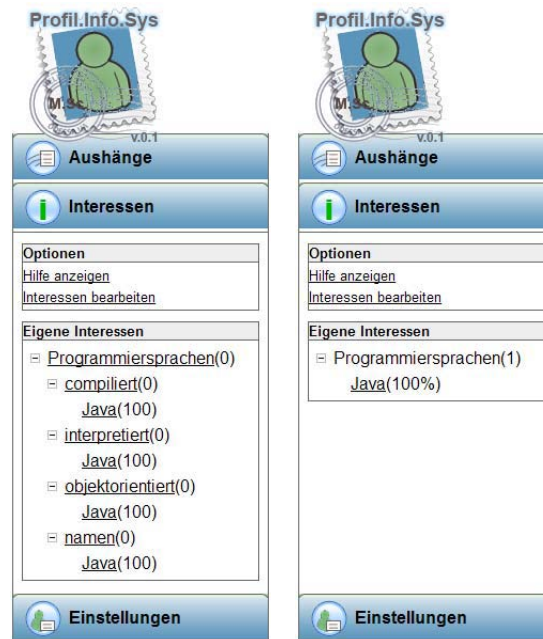 Profil.Info.Sys
M.Sc.
v.0.1
Aushänge
Interessen
Optionen
Hilfe anzeigen
Interessen bearbeiten
Eigene Interessen
Programmiersprachen(0)
compiliert(0)
Java(100)
interpretiert(0)
Java(100)
objektorientiert(0)
Java(100)
namen(0)
Java(100)
Einstellungen
Profil.Info.Sys
M.Sc.
v.0.1
Aushänge
Interessen
Optionen
Hilfe anzeigen
Interessen bearbeiten
Eigene Interessen
Programmiersprachen(1)
Java(100%)
Einstellungen